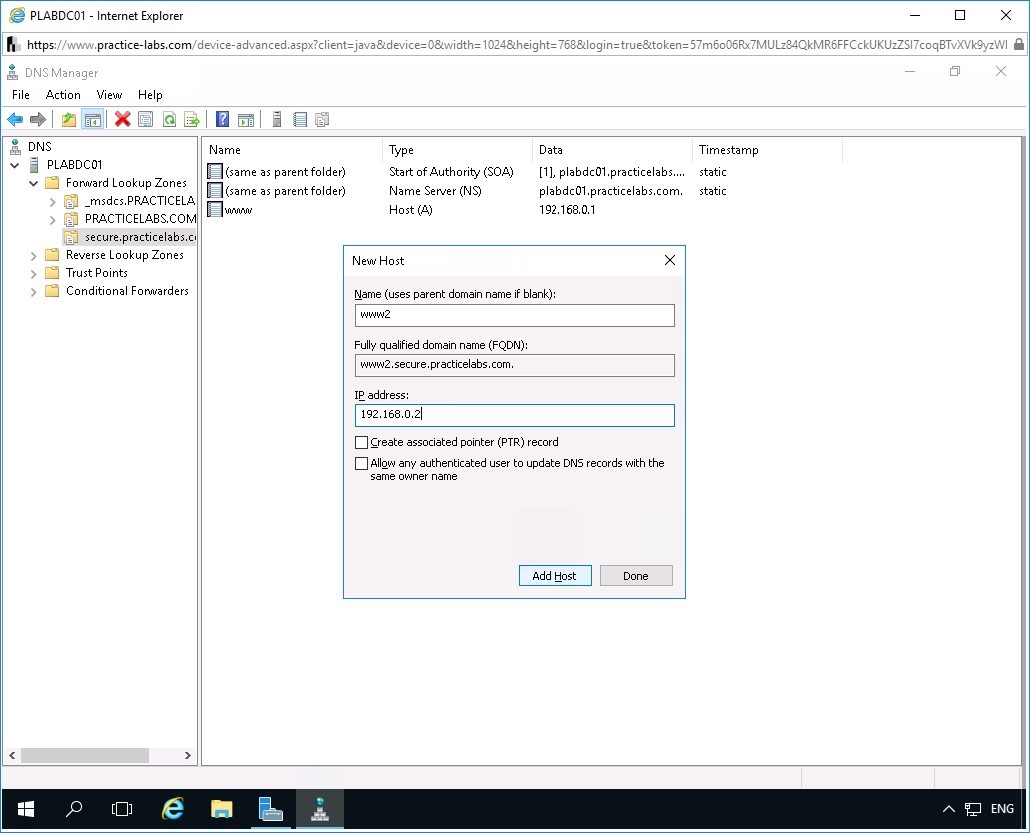 PLABDC01 - Internet Explorer
https://www.practice-labs.com/device-advanced.aspx?client=java&device=0&width=1024&height=768&login=true&token=57m6o06Rx7MULz84QkMR6FFCckUKUzZSI7coqBTvXVk9yzWl
DNS Manager
File Action View Help
DNS
PLABDC01
Forward Lookup Zones
_msdcs.PRACTICELA
PRACTICELABS.COM
secure.practicelabs.co
Reverse Lookup Zones
Trust Points
Conditional Forwarders
Name Type Data Timestamp
(same as parent folder) Start of Authority (SOA) [1], plabdc01.practicelabs.... static
(same as parent folder) Name Server (NS) plabdc01.practicelabs.com. static
www Host (A) 192.168.0.1
New Host
Name (uses parent domain name if blank):
www2
Fully qualified domain name (FQDN):
www2.secure.practicelabs.com.
IP address:
192.168.0.2
Create associated pointer (PTR) record
Allow any authenticated user to update DNS records with the
same owner name
Add Host Done
ENG